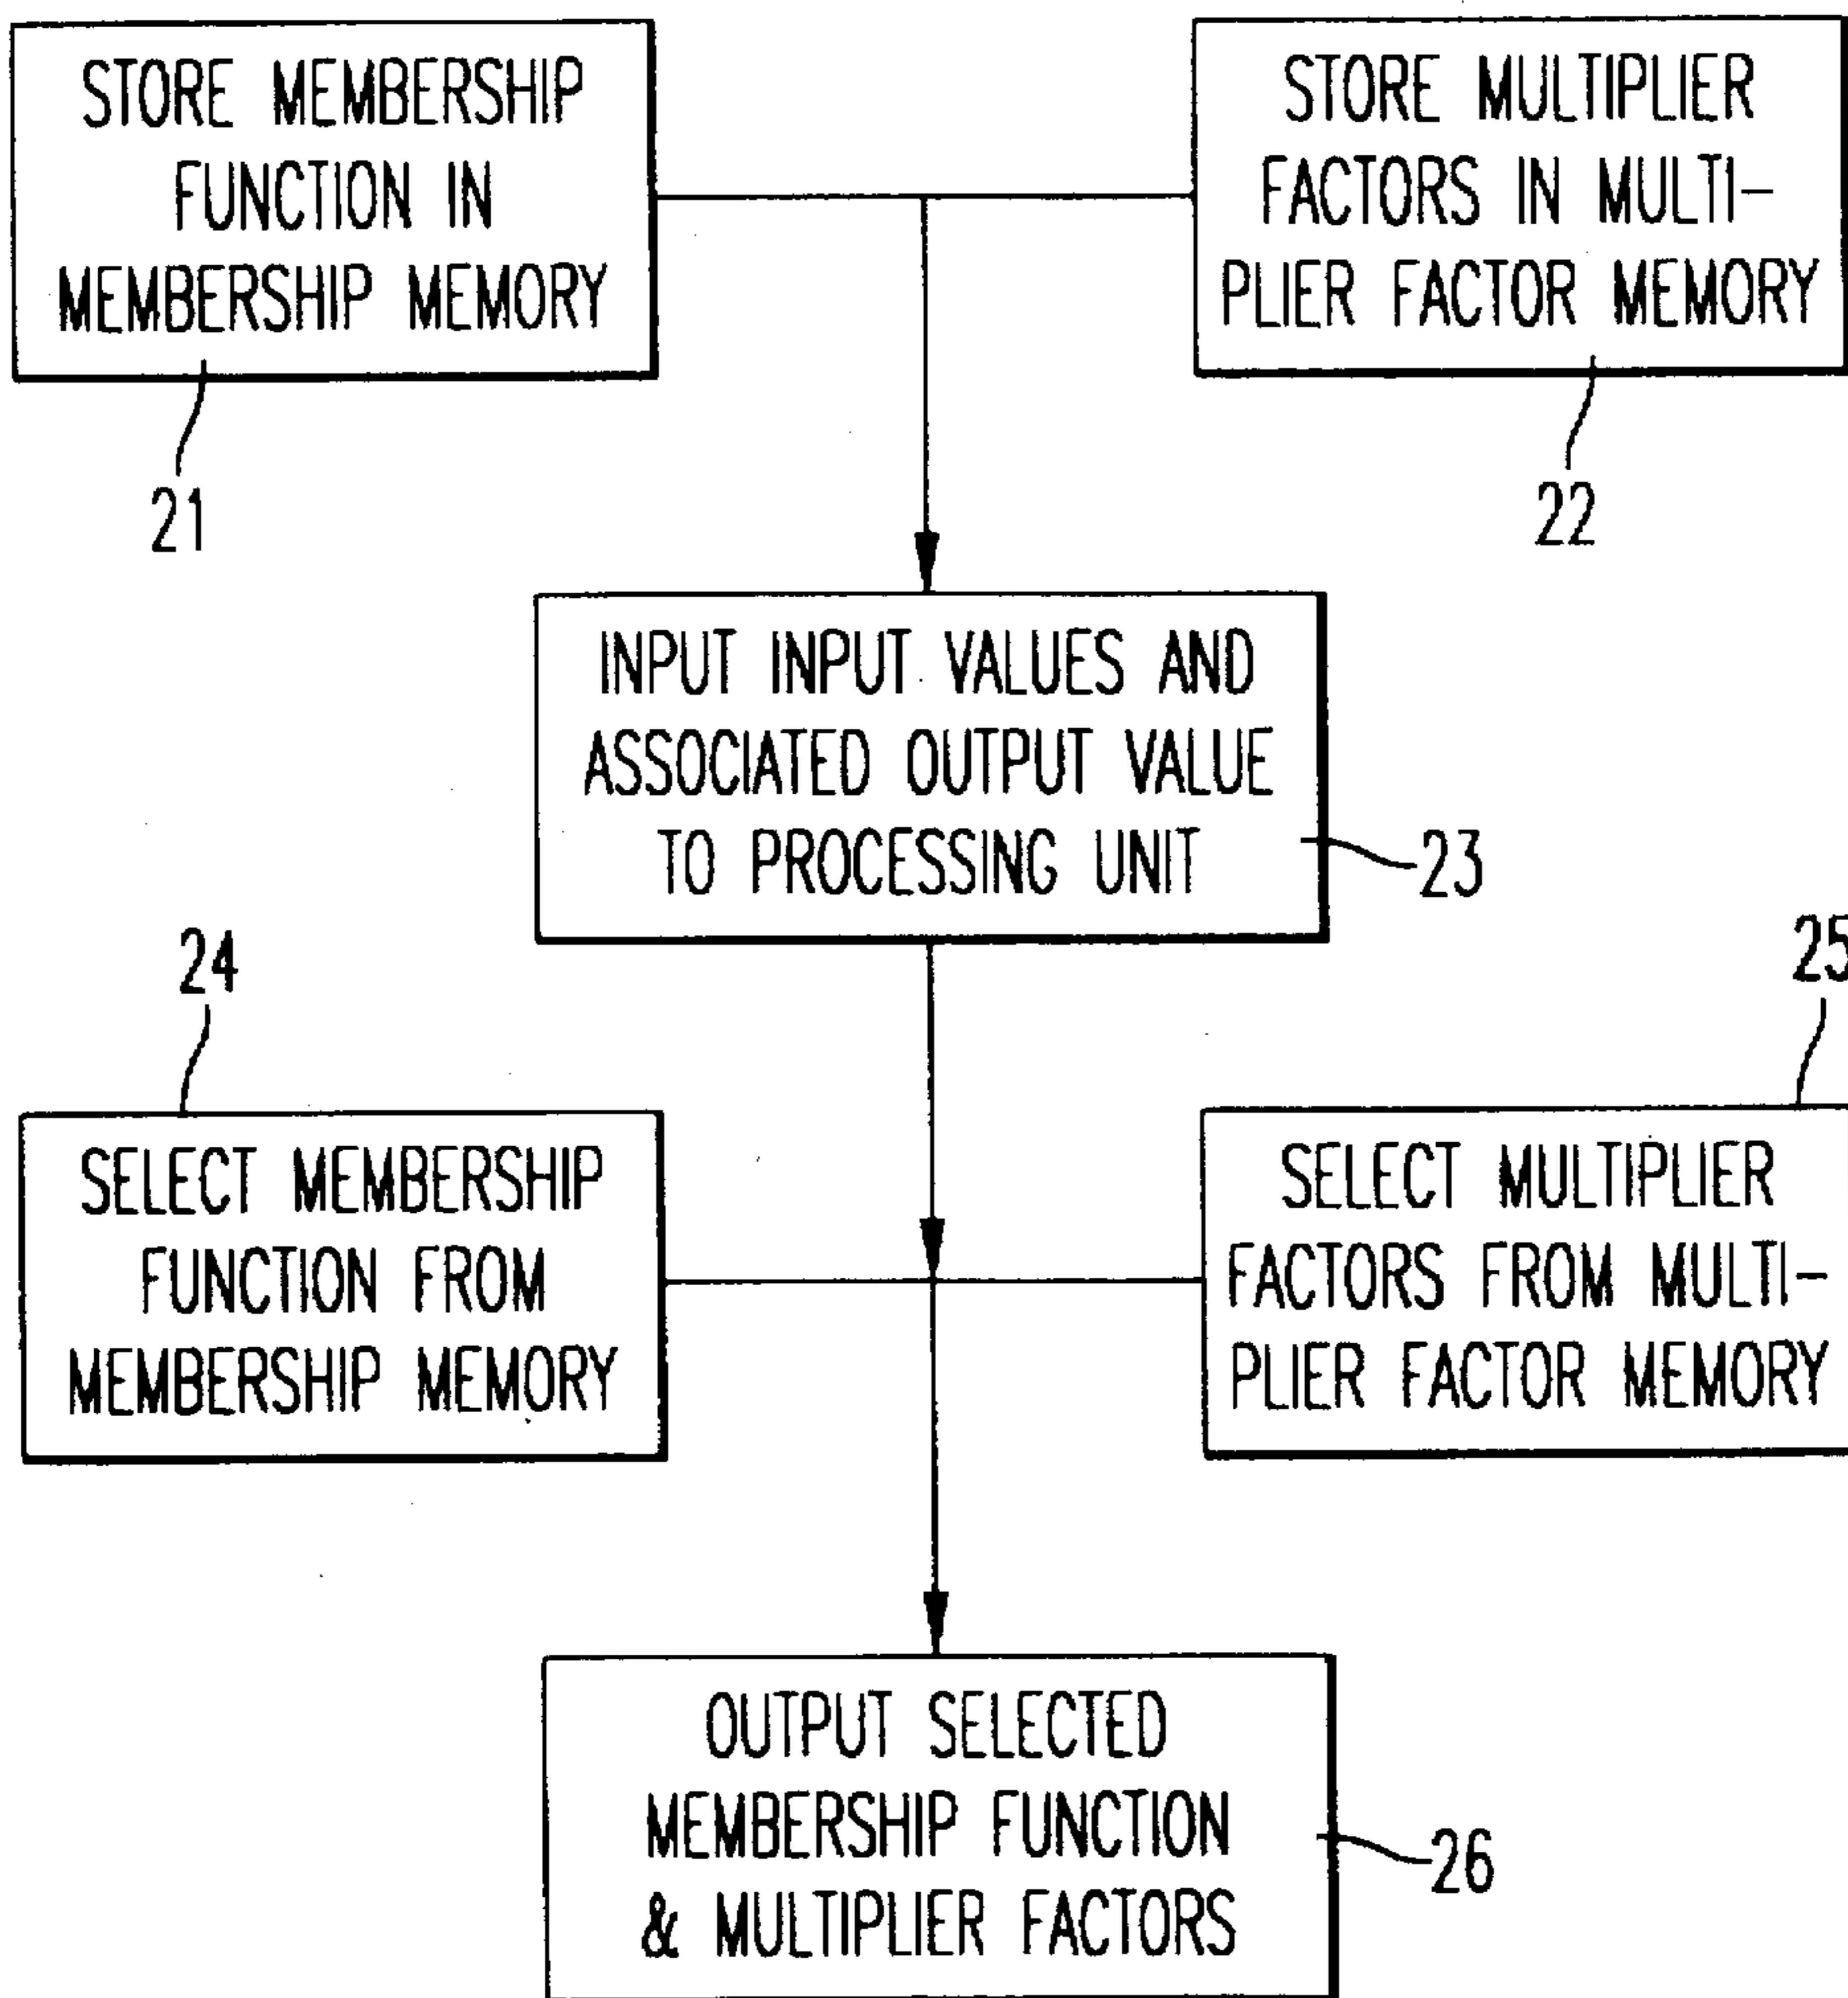 STORE MEMBERSHIP
FUNCTION IN
MEMBERSHIP MEMORY
21
STORE MULTIPLIER
FACTORS IN MULTI-
PLIER FACTOR MEMORY
22
INPUT INPUT VALUES AND
ASSOCIATED OUTPUT VALUE
TO PROCESSING UNIT
23
24
SELECT MEMBERSHIP
FUNCTION FROM
MEMBERSHIP MEMORY
25
SELECT MULTIPLIER
FACTORS FROM MULTI-
PLIER FACTOR MEMORY
OUTPUT SELECTED
MEMBERSHIP FUNCTION
& MULTIPLIER FACTORS
26